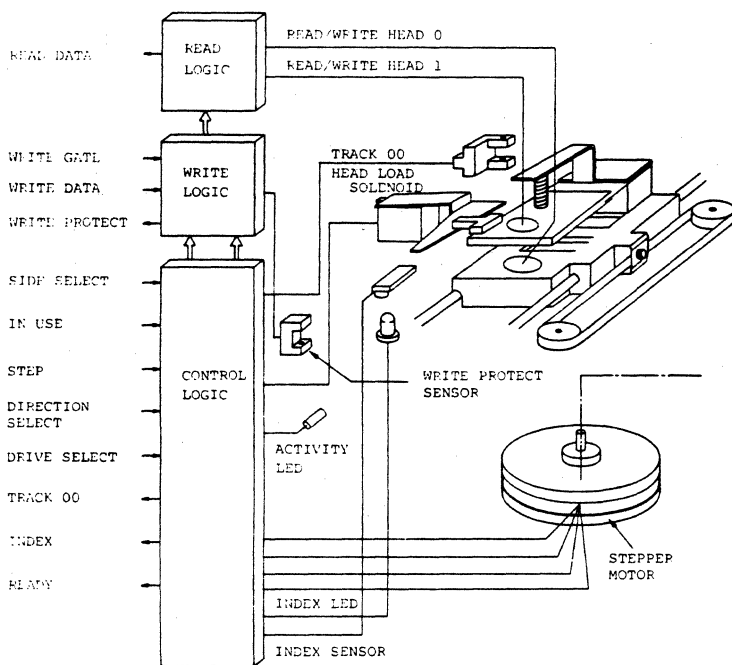 READ/WRITE HEAD 0
READ DATA
READ
LOGIC
READ/WRITE HEAD 1
WRITE GATE
WRITE DATA
WRITE PROTECT
WRITE
LOGIC
TRACK 00
HEAD LOAD
SOLENOID
SIDE SELECT
IN USE
STEP
DIRECTION
SELECT
DRIVE SELECT
TRACK 00
INDEX
READY
CONTROL
LOGIC
WRITE PROTECT
SENSOR
ACTIVITY
LED
STEPPER
MOTOR
INDEX LED
INDEX SENSOR